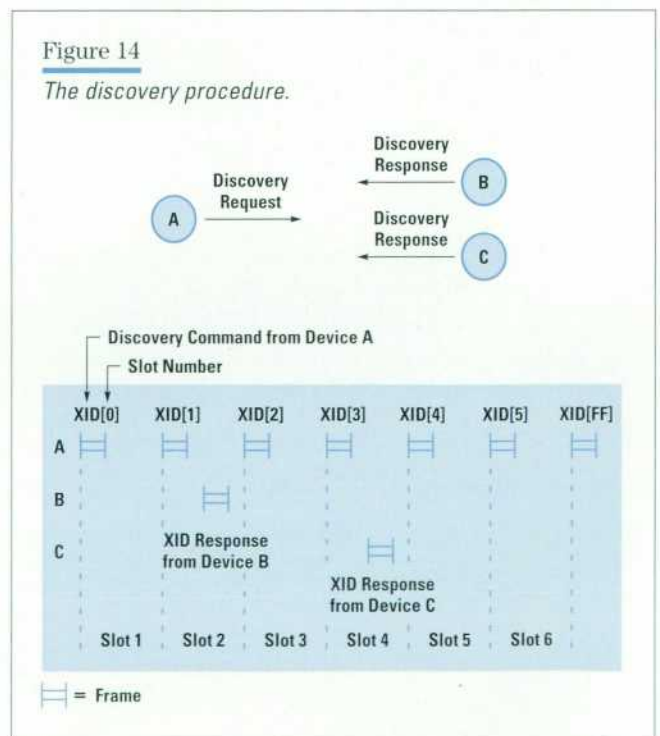 Figure 14
The discovery procedure.
Discovery
Request
A
Discovery
Response
B
Discovery
Response
C
Discovery Command from Device A
Slot Number
XID[0] XID[1] XID[2] XID[3] XID[4] XID[5] XID[FF]
A
B
XID Response
from Device B
C
XID Response
from Device C
Slot 1 Slot 2 Slot 3 Slot 4 Slot 5 Slot 6
= Frame